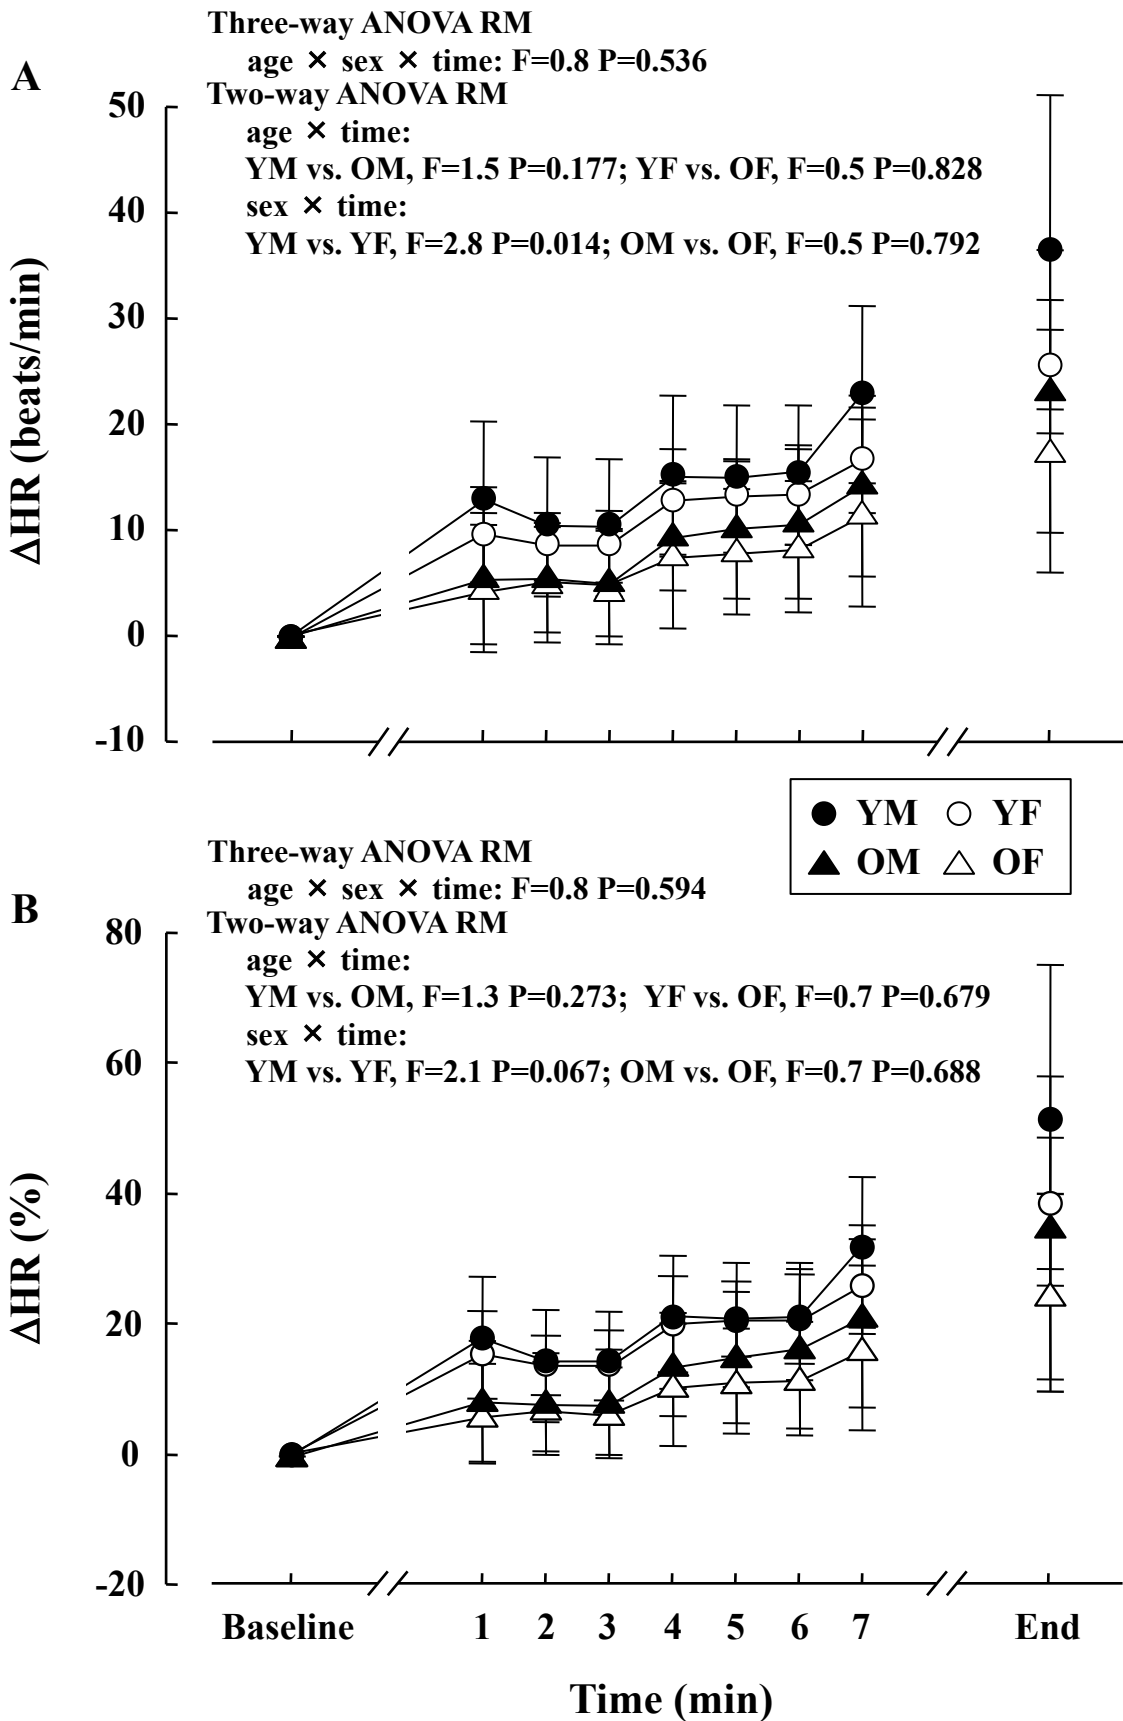 Three-way ANOVA RM
age × sex × time: F=0.8 P=0.536
A
Two-way ANOVA RM
age × time:
YM vs. OM, F=1.5 P=0.177; YF vs. OF, F=0.5 P=0.828
sex × time:
YM vs. YF, F=2.8 P=0.014; OM vs. OF, F=0.5 P=0.792
50
40
30
20
10
0
-10
ΔHR (beats/min)
YM YF
OM OF
Three-way ANOVA RM
age × sex × time: F=0.8 P=0.594
B
Two-way ANOVA RM
age × time:
YM vs. OM, F=1.3 P=0.273; YF vs. OF, F=0.7 P=0.679
sex × time:
YM vs. YF, F=2.1 P=0.067; OM vs. OF, F=0.7 P=0.688
80
60
40
20
0
-20
ΔHR (%)
Baseline 1 2 3 4 5 6 7 End
Time (min)